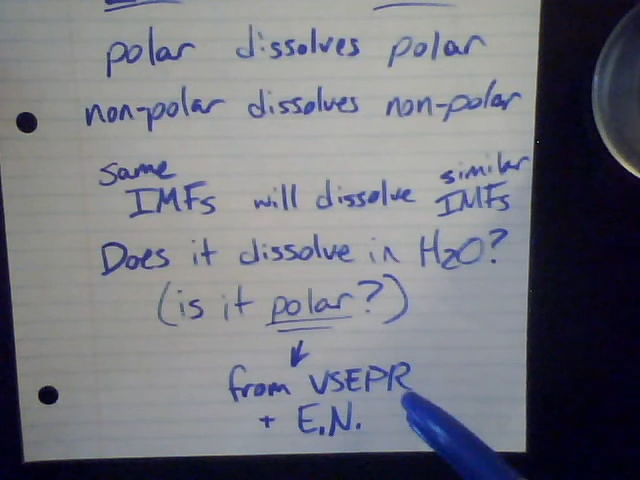 polar dissolves polar
non-polar dissolves non-polar
same IMFs will dissolve similar IMFs
Does it dissolve in H2O?
(is it polar?)
from VSEPR
+ E.N.